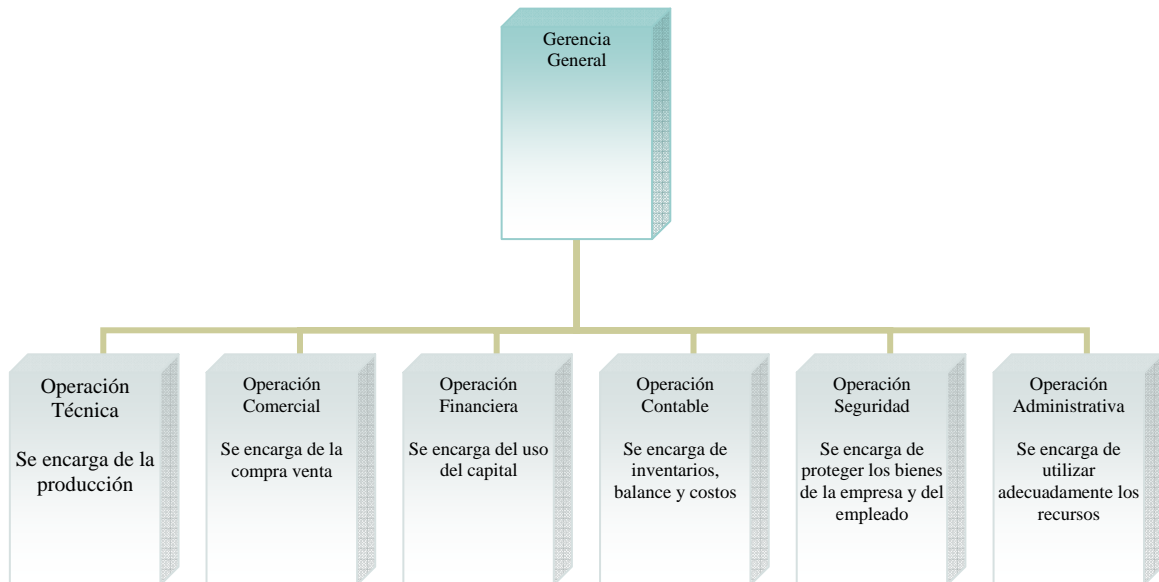 Gerencia
General
Operación
Técnica
Se encarga de la
producción
Operación
Comercial
Se encarga de la
compra venta
Operación
Financiera
Se encarga del uso
del capital
Operación
Contable
Se encarga de
inventarios,
balance y costos
Operación
Seguridad
Se encarga de
proteger los bienes
de la empresa y del
empleado
Operación
Administrativa
Se encarga de
utilizar
adecuadamente los
recursos